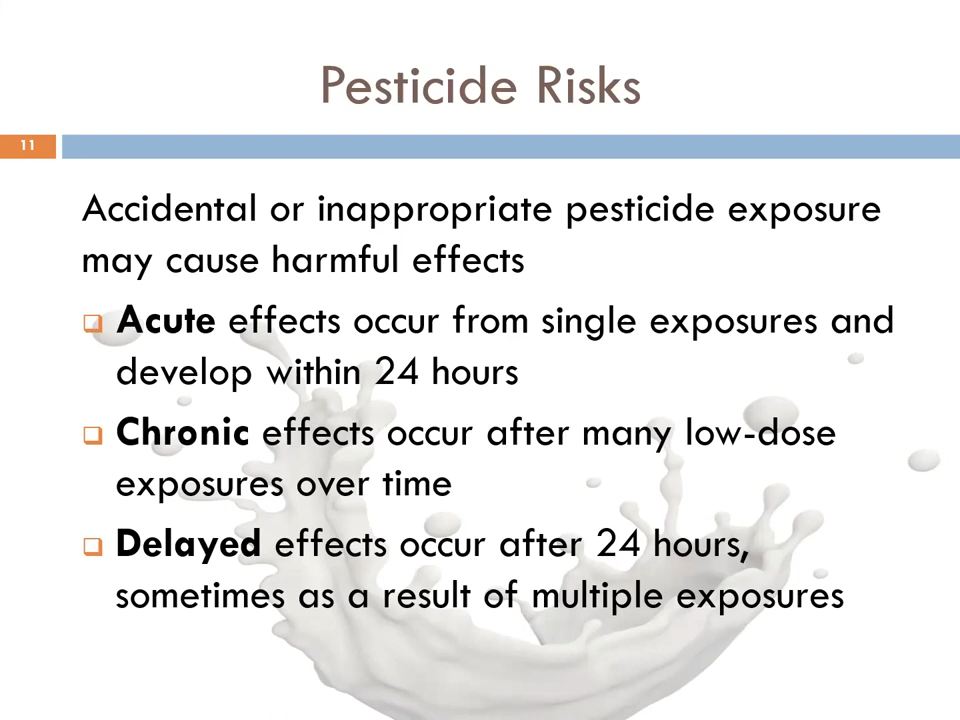 Pesticide Risks
11
Accidental or inappropriate pesticide exposure
may cause harmful effects
Acute effects occur from single exposures and
develop within 24 hours
Chronic effects occur after many low-dose
exposures over time
Delayed effects occur after 24 hours,
sometimes as a result of multiple exposures